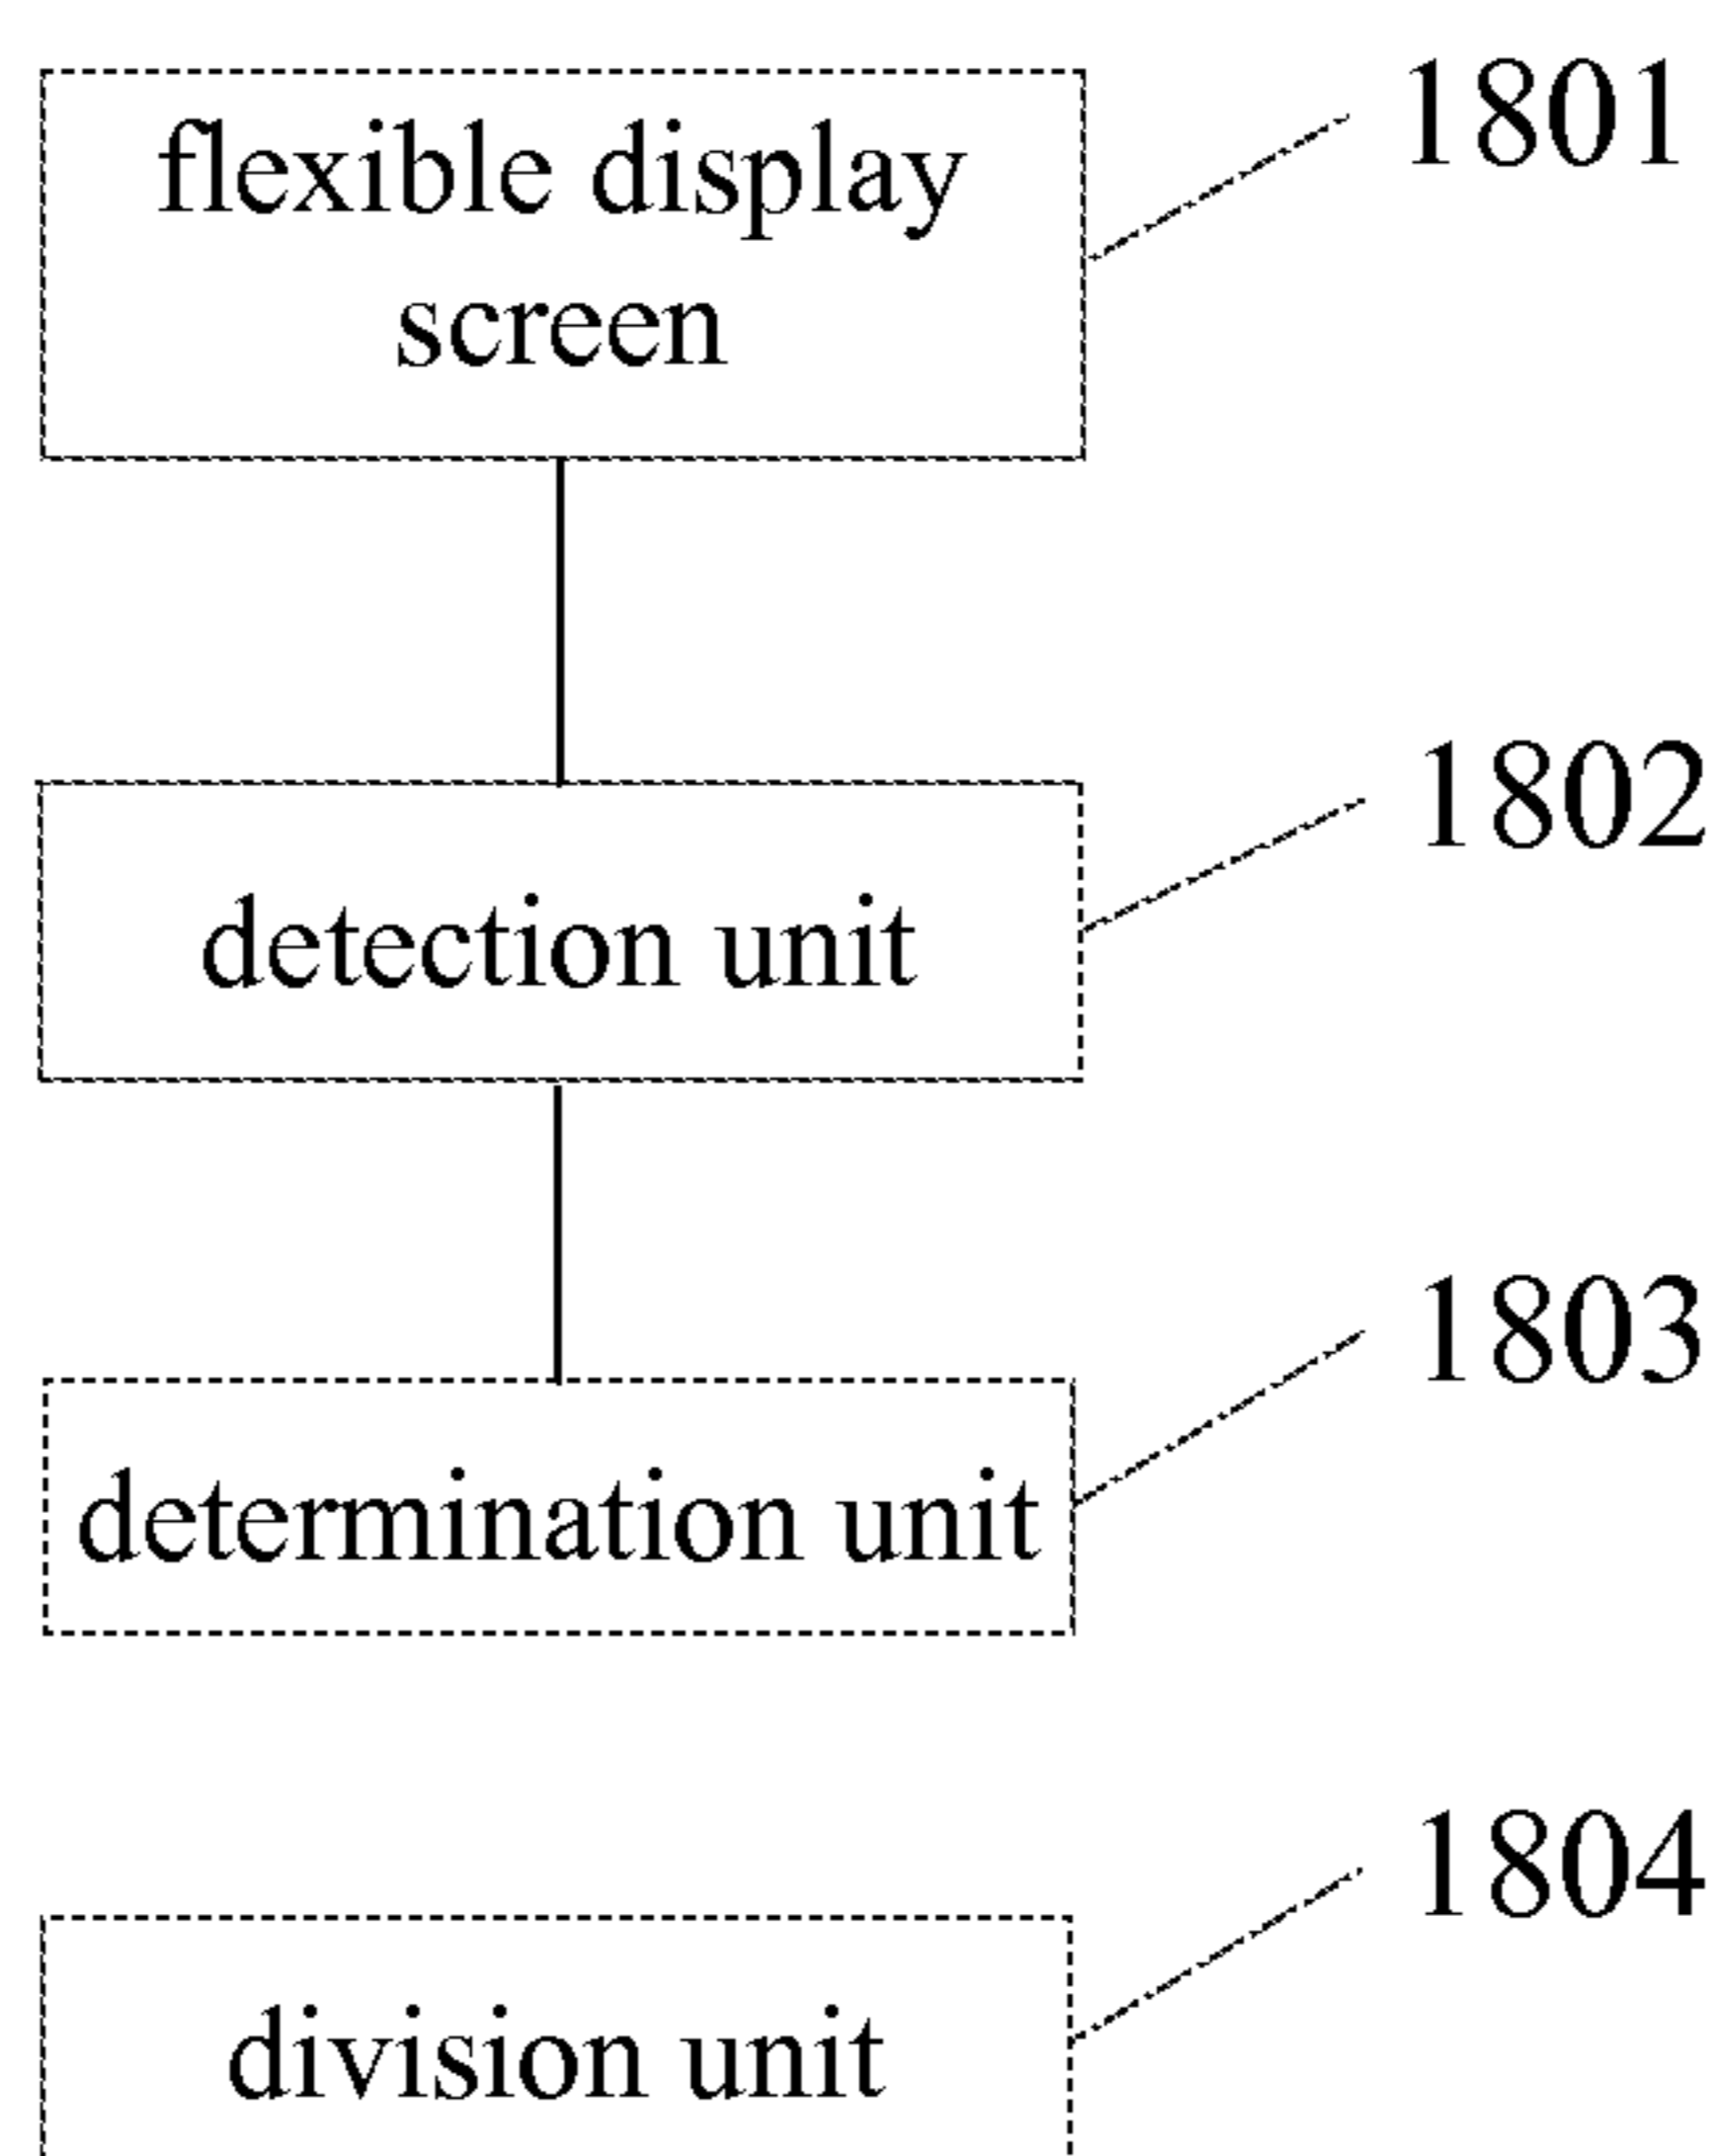 1801
flexible display
screen
1802
detection unit
1803
determination unit
1804
division unit